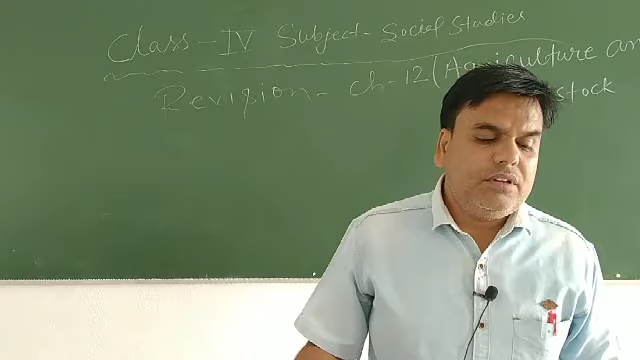 Class - IV Subject - Social Studies
Revision - Ch - 12 (Agriculture an stock